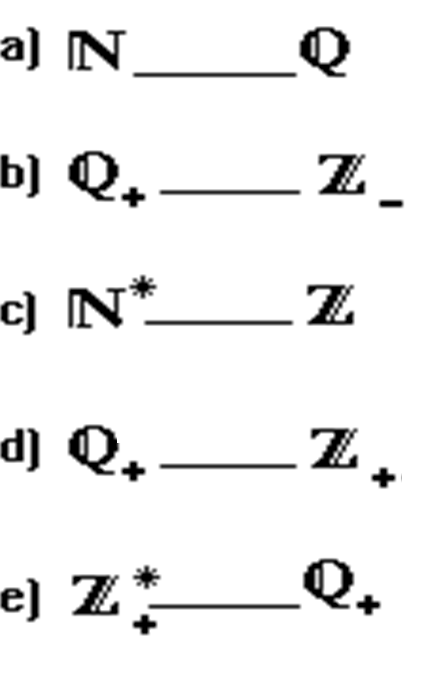 a) ℕ ______ ℚ
b) ℚ₊ ______ ℤ₋
c) ℕ* ______ ℤ
d) ℚ₊ ______ ℤ₊
e) ℤ₊* ______ ℚ₊